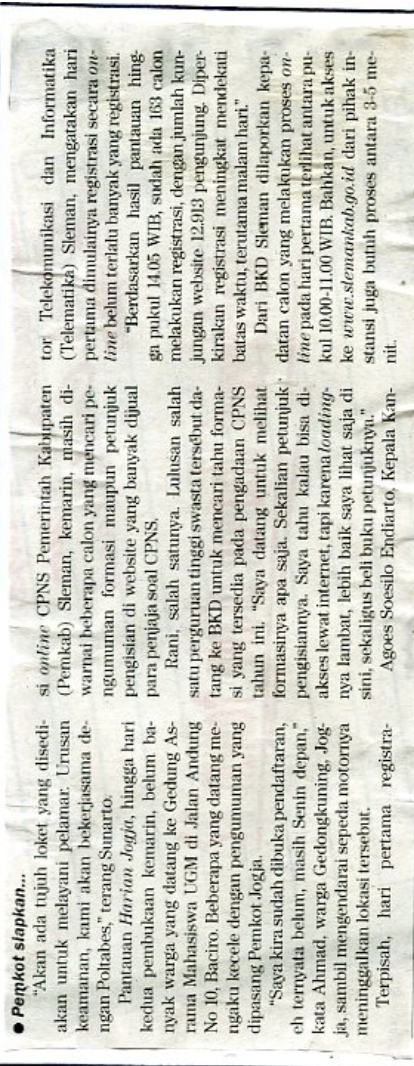 ● Pemkot siapkan...
"Akan ada tujuh loket yang disedi-
akan untuk melayani pelamar. Urusan
keamanan, kami akan bekerjasama de-
ngan Poltabes," terang Sunarto.
Pantauan Harian Jogja, hingga hari
kedua pembukaan kemarin, belum ba-
nyak warga yang datang ke Gedung As-
rama Mahasiswa UGM di Jalan Andung
No 10, Baciro. Beberapa yang datang me-
ngaku kecele dengan pengumuman yang
dipasang Pemkot Jogja.
"Saya kira sudah dibuka pendaftaran,
eh ternyata belum, masih Senin depan,"
kata Ahmad, warga Gedongkuning, Jog-
ja, sambil mengendarai sepeda motornya
meninggalkan lokasi tersebut.
Terpisah, hari pertama registra-
si online CPNS Pemerintah Kabupaten
(Pemkab) Sleman, kemarin, masih di-
warnai beberapa calon yang mencari pe-
ngumuman formasi maupun petunjuk
pengisian di website yang banyak dijual
para penjaja soal CPNS.
Rani, salah satunya. Lulusan salah
satu perguruan tinggi swasta tersebut da-
tang ke BKD untuk mencari tahu forma-
si yang tersedia pada pengadaan CPNS
tahun ini. "Saya datang untuk melihat
formasinya apa saja. Sekalian petunjuk
pengisiannya. Saya tahu kalau bisa di-
akses lewat internet, tapi karena loading-
nya lambat, lebih baik saya lihat saja di
sini, sekaligus beli buku petunjuknya."
Agoes Soesilo Endiarto, Kepala Kan-
tor Telekomunikasi dan Informatika
(Telematika) Sleman, mengatakan hari
pertama dimulainya registrasi secara on-
line belum terlalu banyak yang registrasi.
"Berdasarkan hasil pantauan hing-
ga pukul 14.05 WIB, sudah ada 163 calon
melakukan registrasi, dengan jumlah kun-
jungan website 12.913 pengunjung. Diper-
kirakan registrasi meningkat mendekati
batas waktu, terutama malam hari."
Dari BKD Sleman dilaporkan kepa-
datan calon yang melakukan proses on-
line pada hari pertama terlihat antara pu-
kul 10.00-11.00 WIB. Bahkan, untuk akses
ke www.slemankab.go.id dari pihak in-
stansi juga butuh proses antara 3-5 me-
nit.